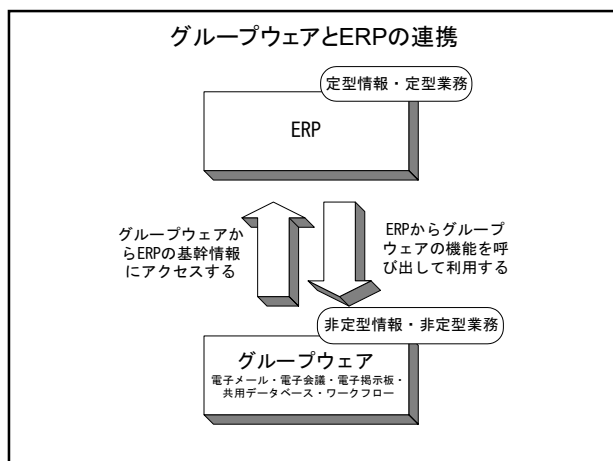 グループウェアとERPの連携
定型情報・定型業務
ERP
グループウェアか
らERPの基幹情報
にアクセスする
ERPからグループ
ウェアの機能を呼
び出して利用する
非定型情報・非定型業務
グループウェア
電子メール・電子会議・電子掲示板・
共用データベース・ワークフロー